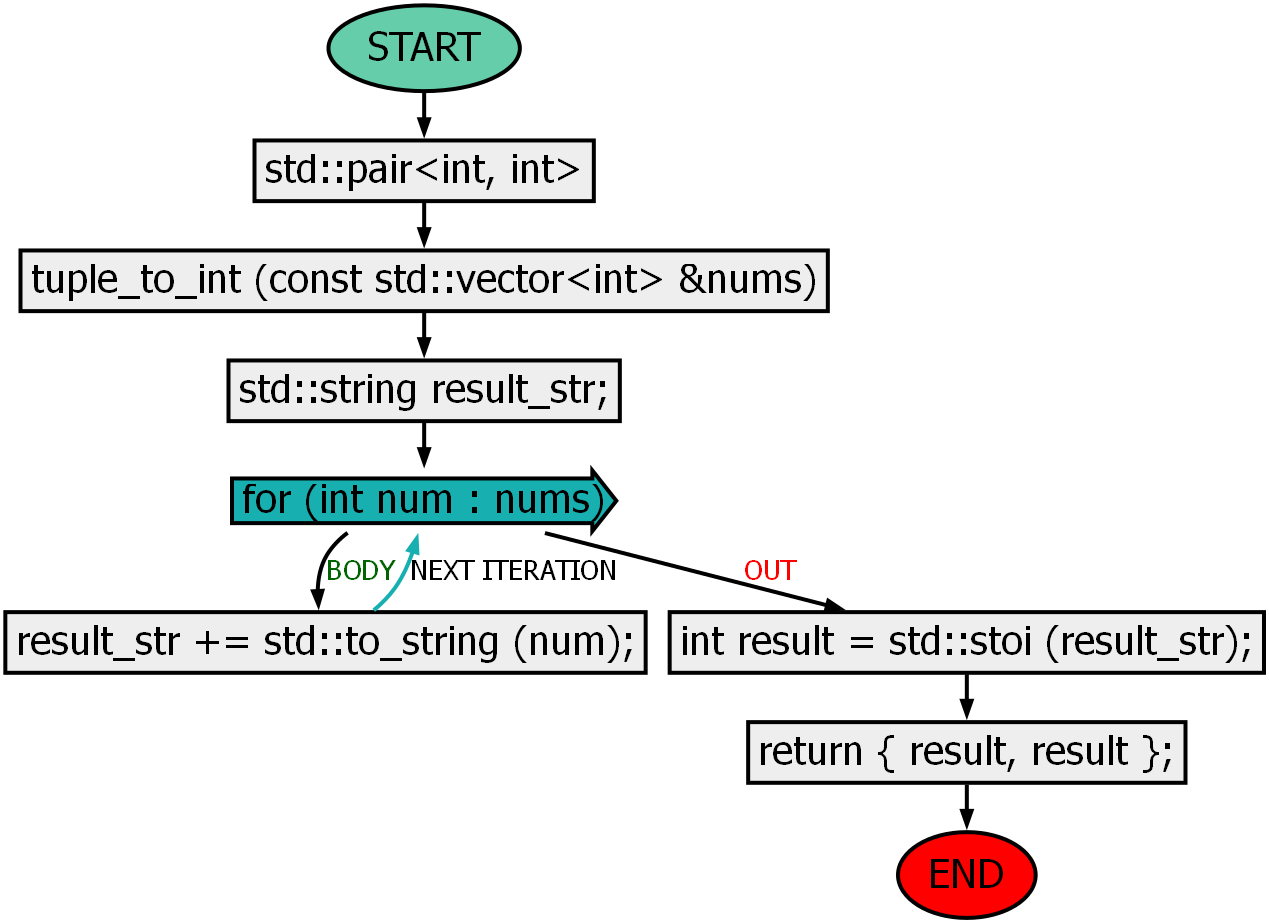 START
std::pair<int, int>
tuple_to_int (const std::vector<int> &nums)
std::string result_str;
for (int num : nums)
BODY
NEXT ITERATION
OUT
result_str += std::to_string (num);
int result = std::stoi (result_str);
return { result, result };
END